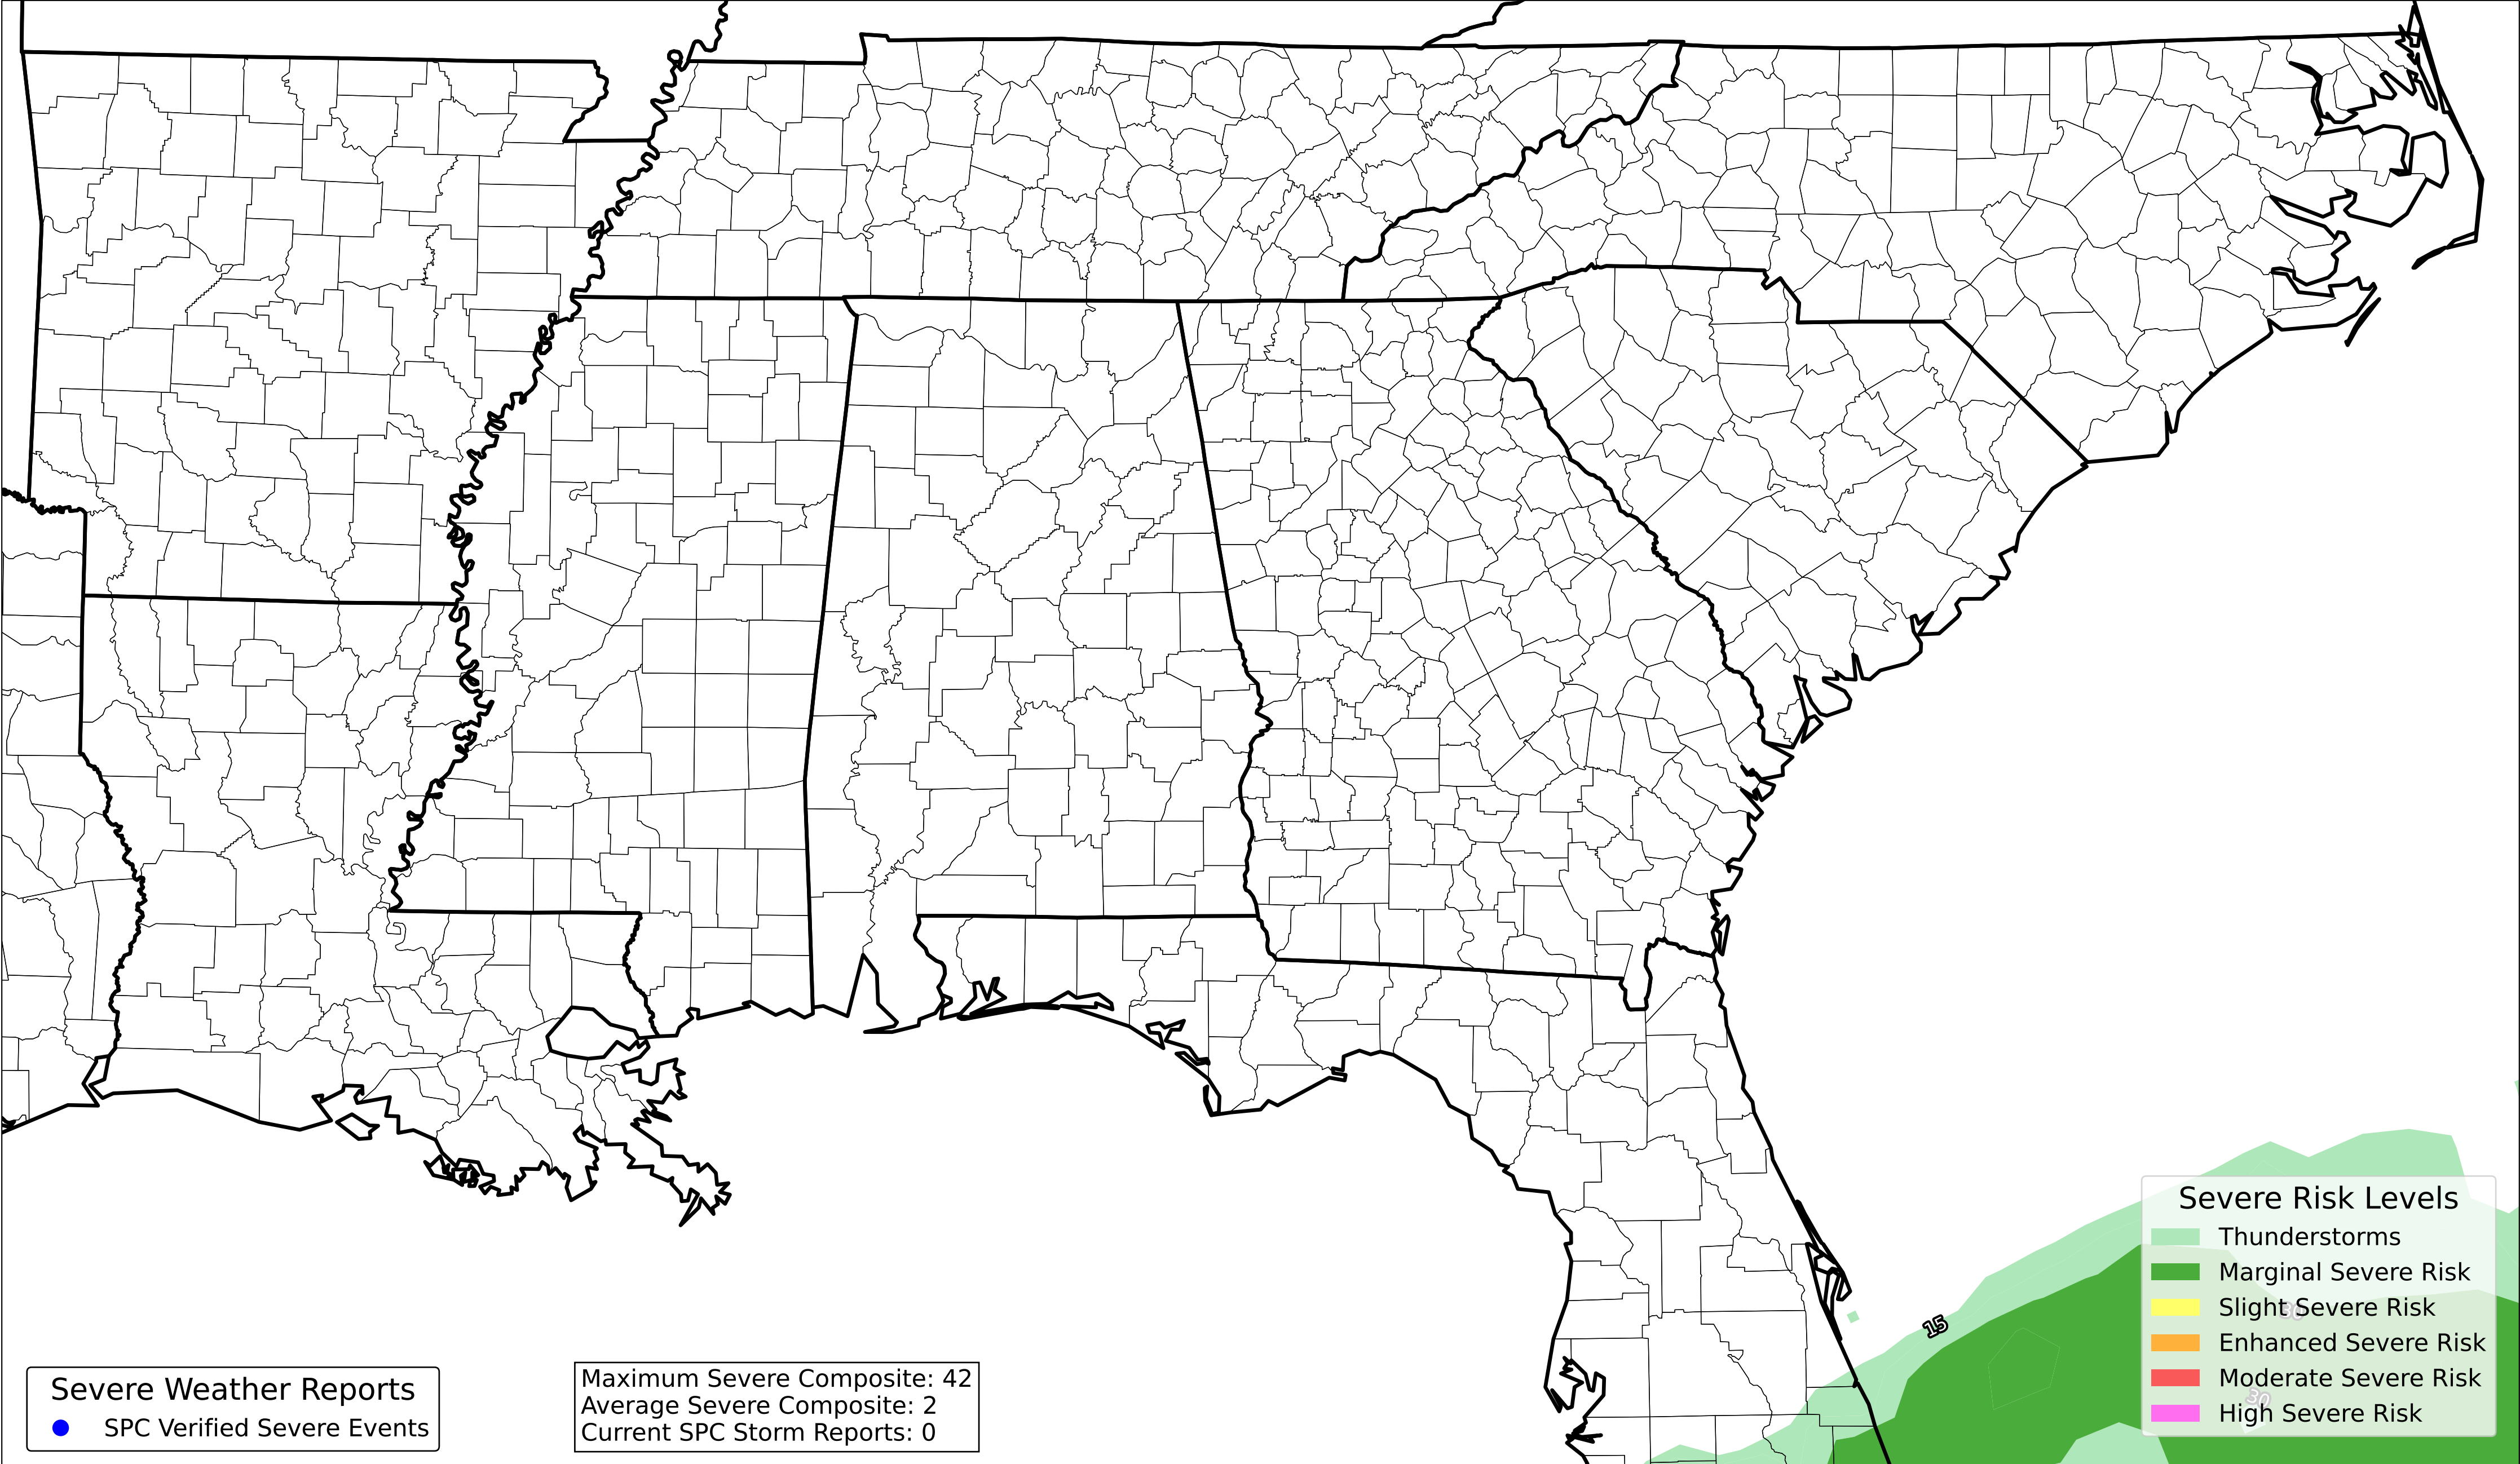 15
Severe Risk Levels
Thunderstorms
Marginal Severe Risk
Slight Severe Risk
30
Enhanced Severe Risk
Moderate Severe Risk
30
High Severe Risk
Severe Weather Reports
SPC Verified Severe Events
Maximum Severe Composite: 42
Average Severe Composite: 2
Current SPC Storm Reports: 0